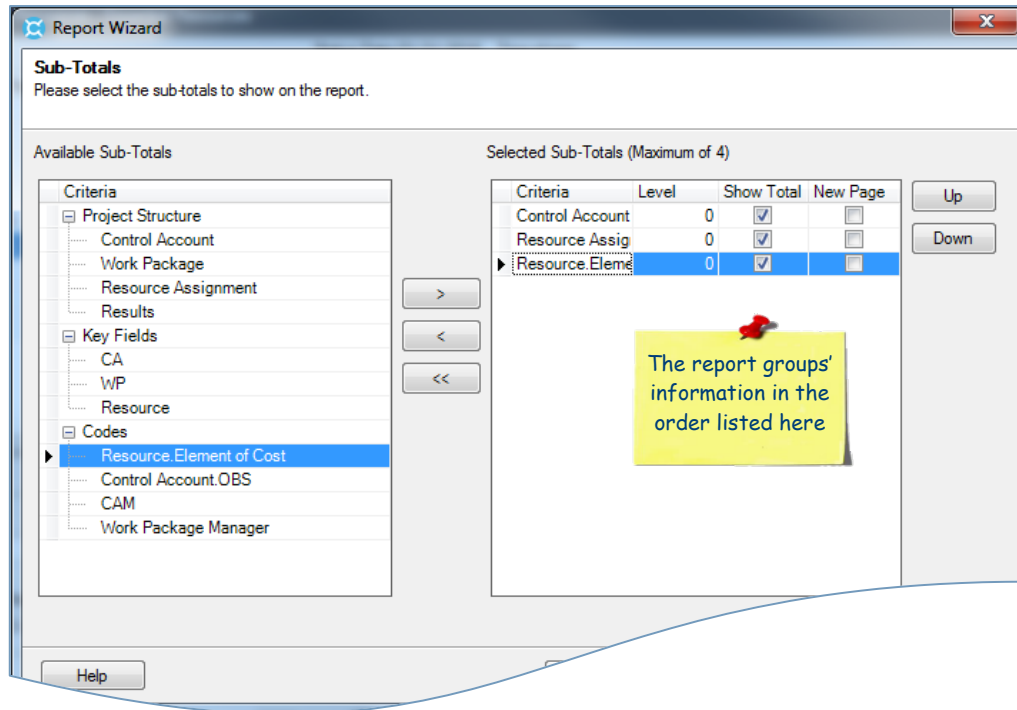 Report Wizard
Sub-Totals
Please select the sub-totals to show on the report.
Available Sub-Totals
Selected Sub-Totals (Maximum of 4)
Criteria
Project Structure
Control Account
Work Package
Resource Assignment
Results
Key Fields
CA
WP
Resource
Codes
Resource.Element of Cost
Control Account.OBS
CAM
Work Package Manager
>
<
<<
Criteria Level Show Total New Page
Control Account 0
Resource Assig 0
Resource.Eleme 0
Up
Down
The report groups’
information in the
order listed here
Help